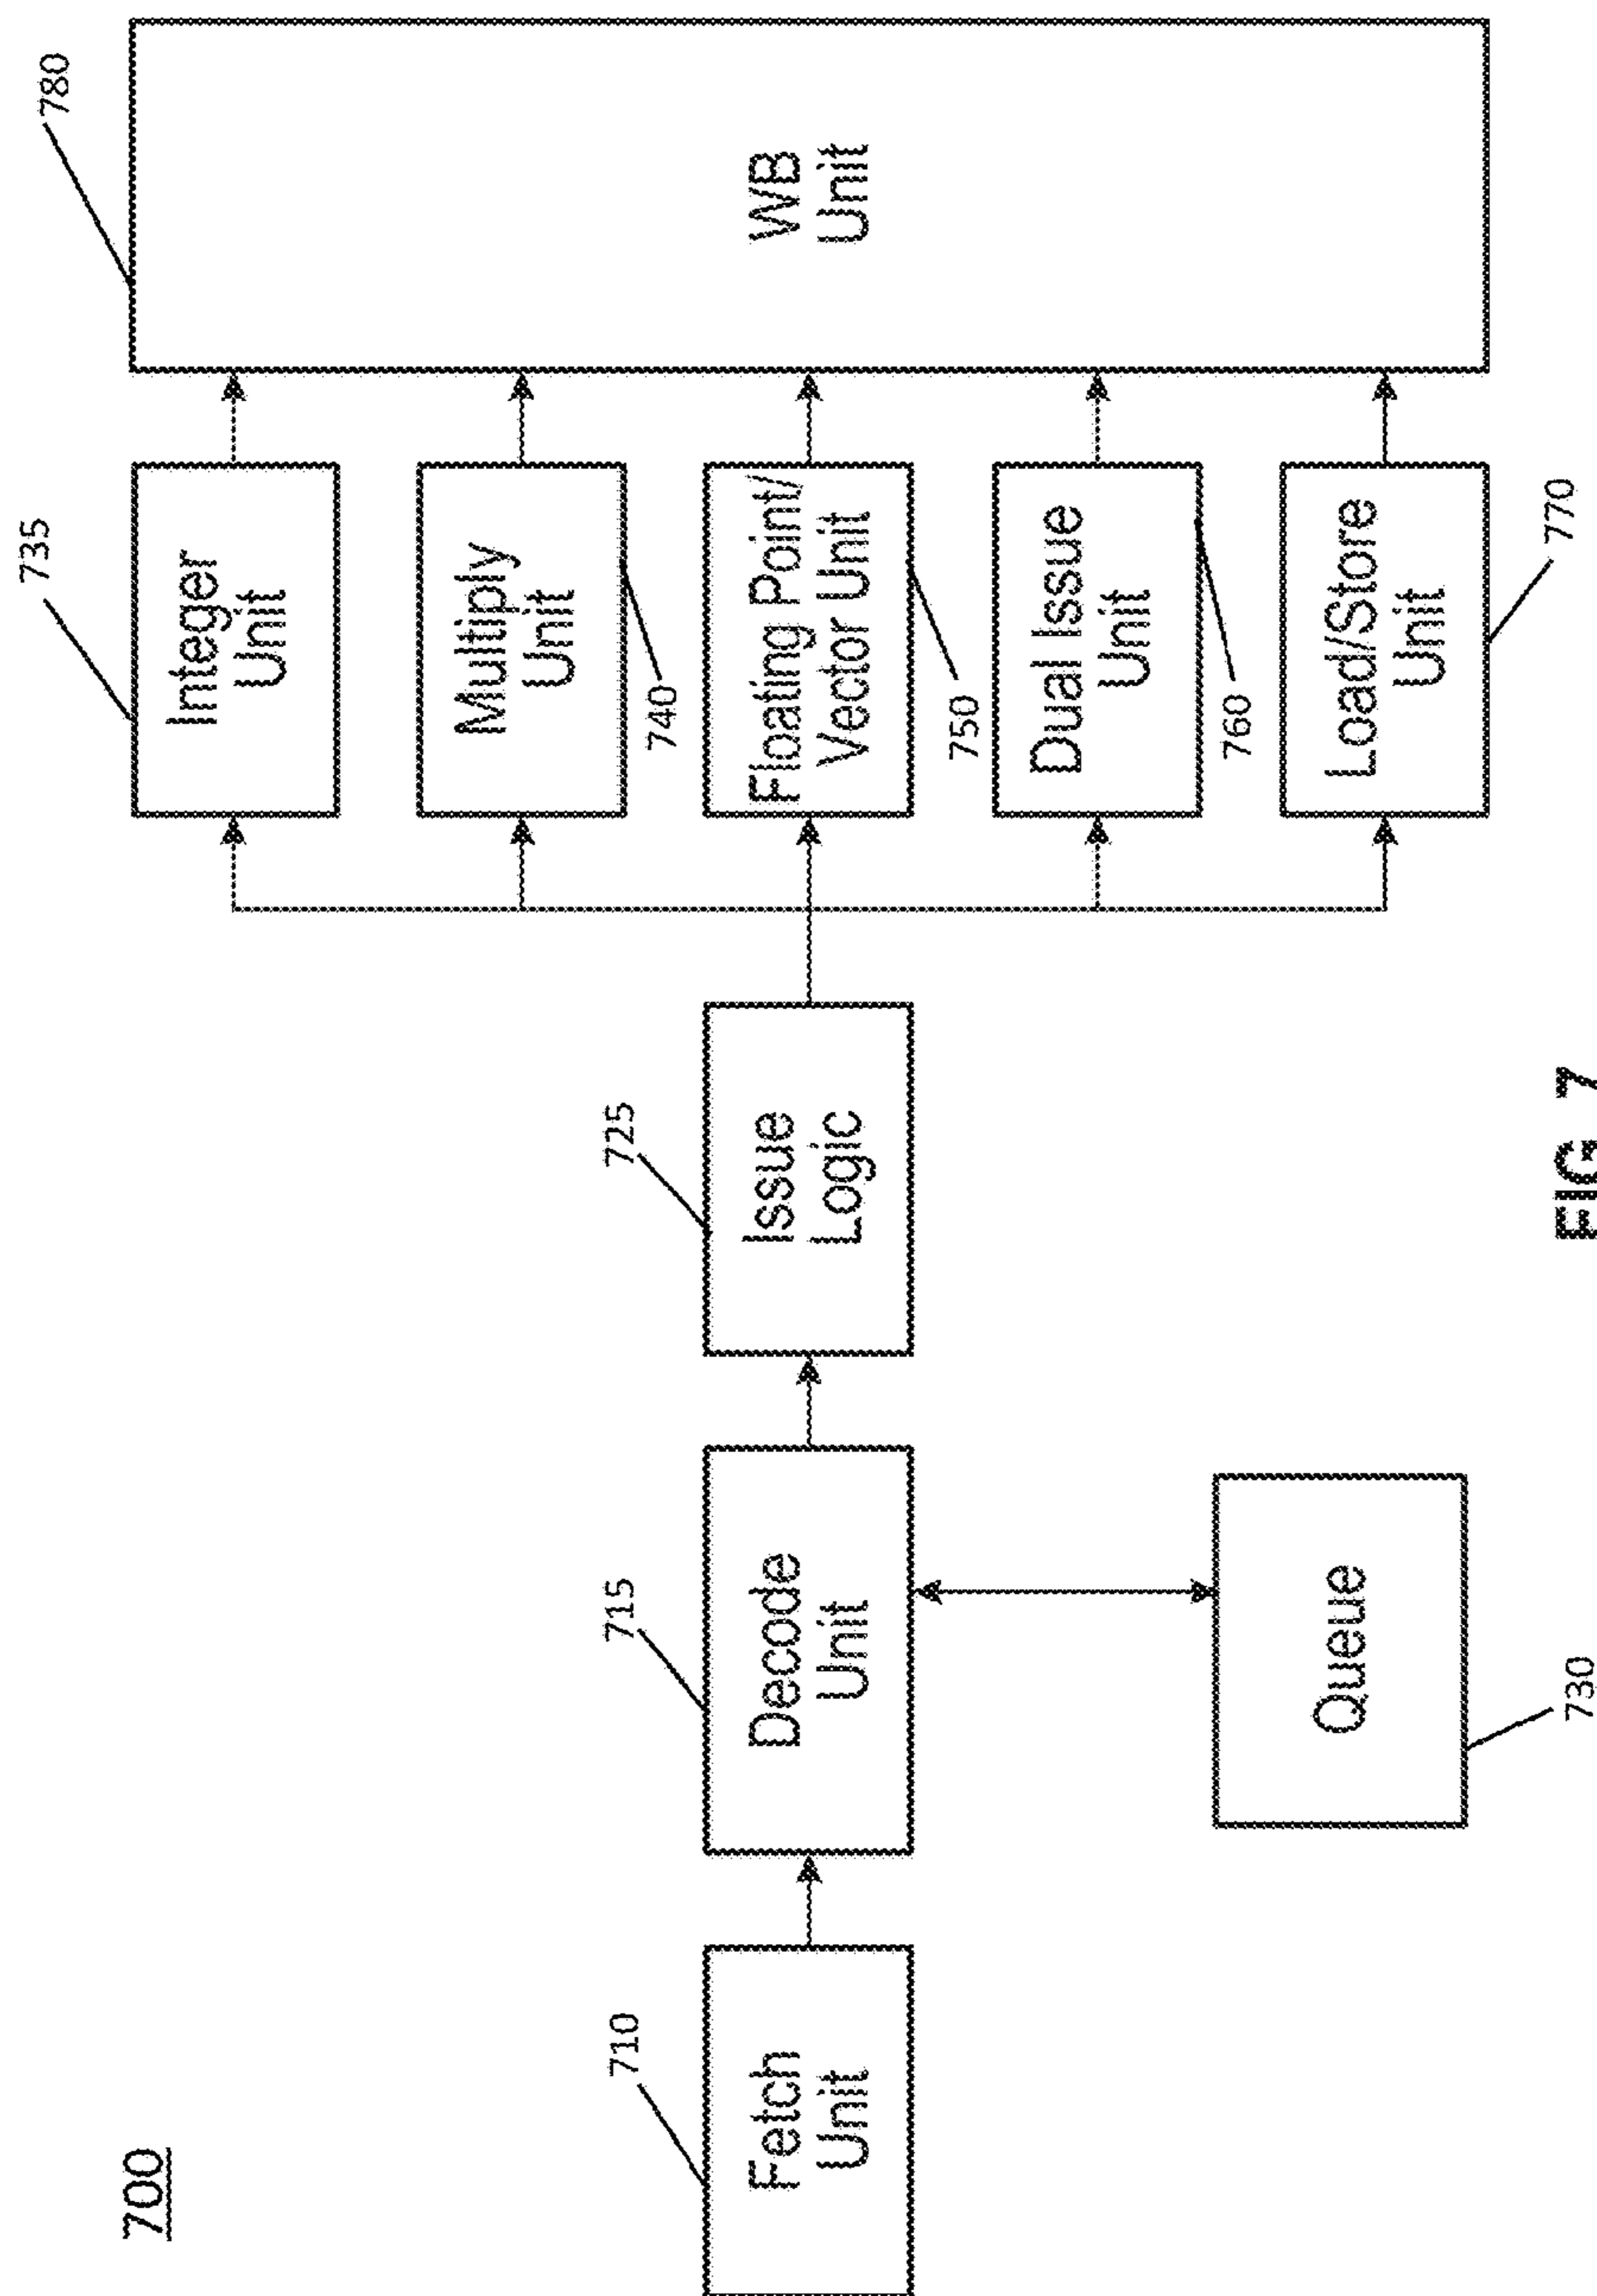 700
710
Fetch
Unit
715
Decode
Unit
Queue
730
725
Issue
Logic
735
Integer
Unit
Multiply
Unit
740
Floating Point/
Vector Unit
750
Dual Issue
Unit
760
Load/Store
Unit
770
780
WB
Unit
FIG. 7